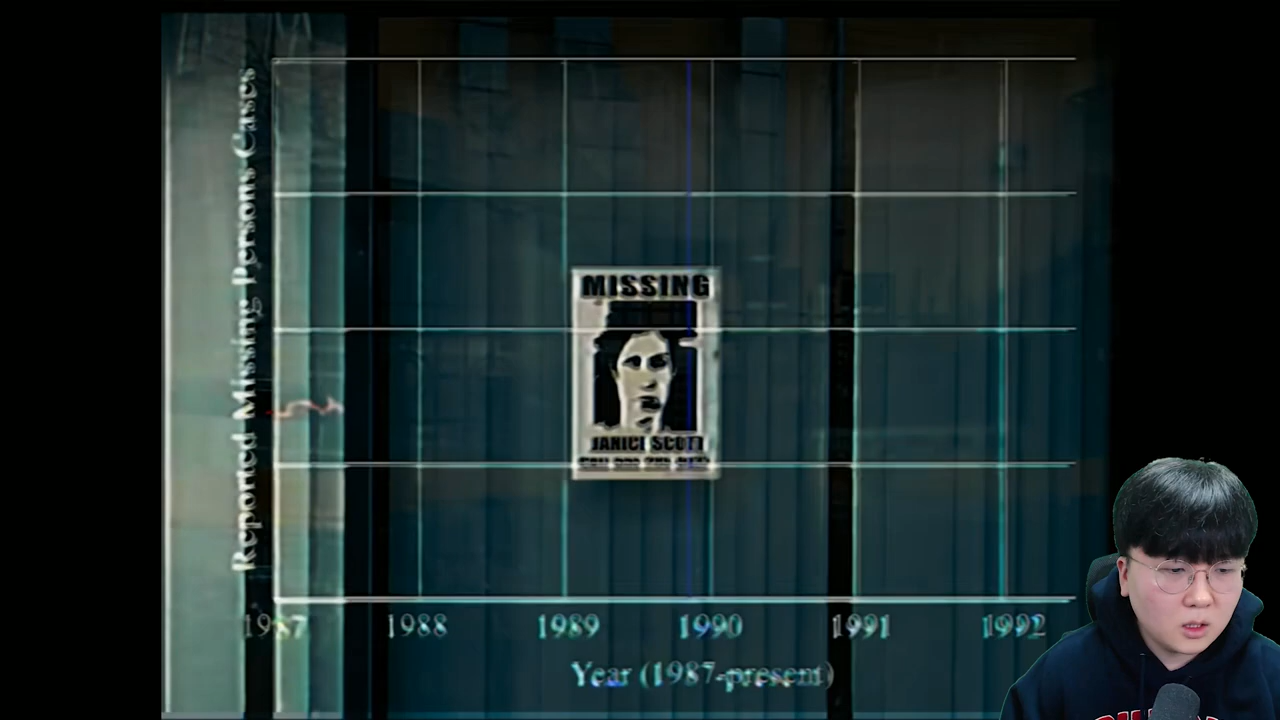 Reported Missing Persons Cases
MISSING
JANICE SCOTT
1987 1988 1989 1990 1991 1992
Year (1987-present)